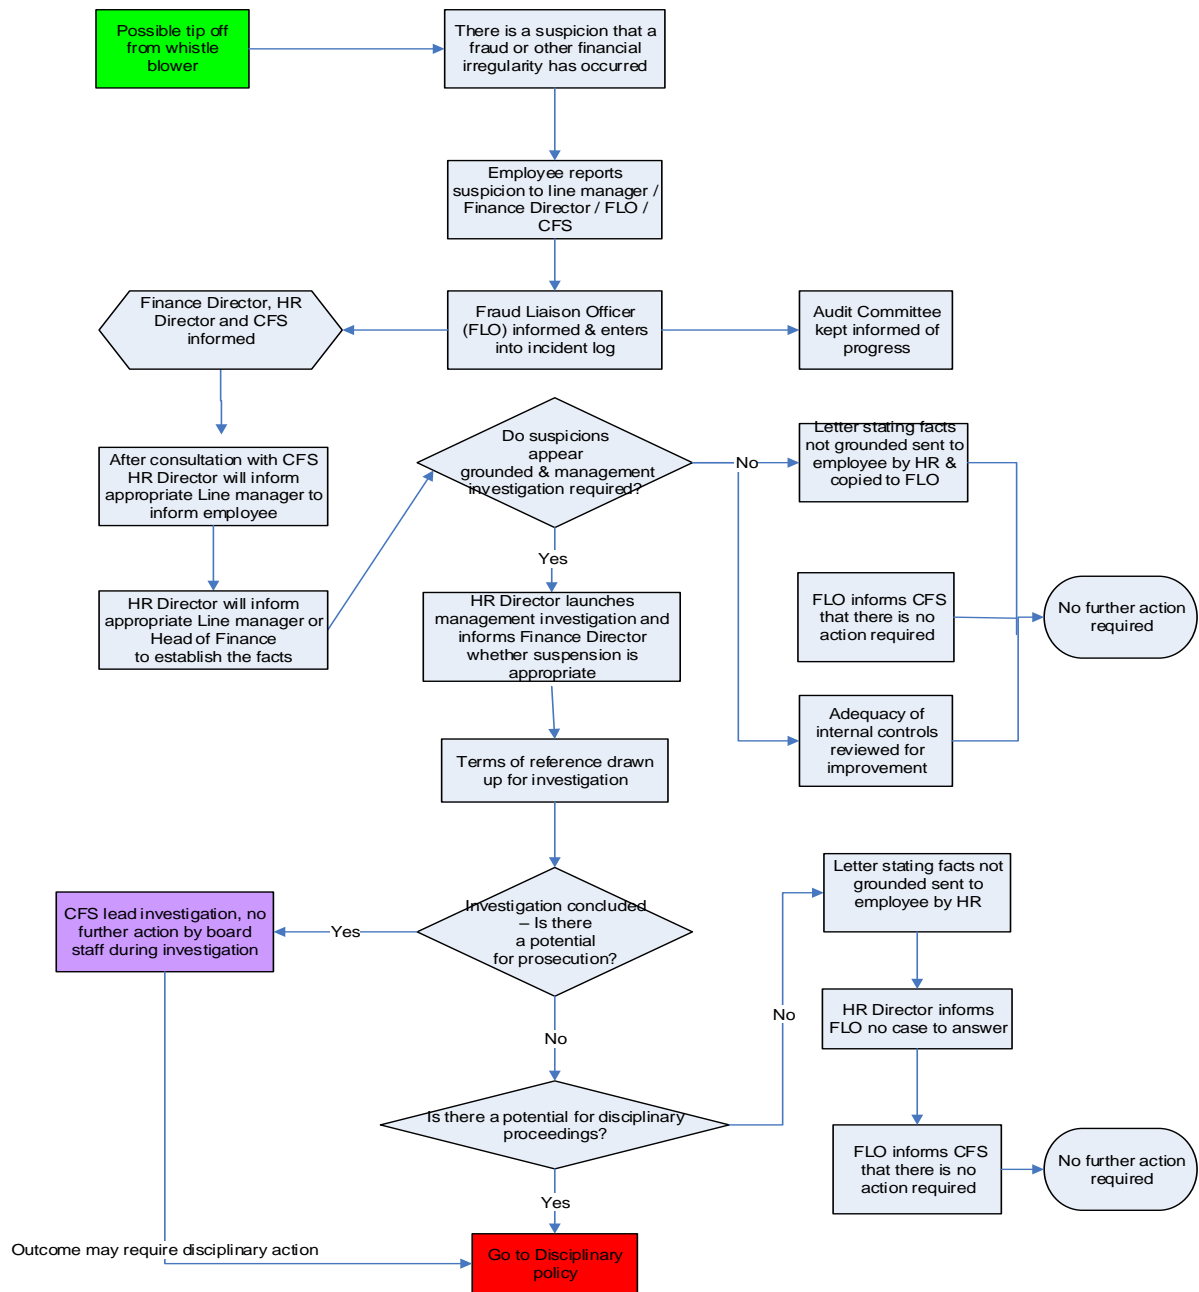 Possible tip off
from whistle
blower
There is a suspicion that a
fraud or other financial
irregularity has occurred
Employee reports
suspicion to line manager /
Finance Director / FLO /
CFS
Finance Director, HR
Director and CFS
informed
Fraud Liaison Officer
(FLO) informed & enters
into incident log
Audit Committee
kept informed of
progress
After consultation with CFS
HR Director will inform
appropriate Line manager to
inform employee
Do suspicions
appear
grounded & management
investigation required?
No
Letter stating facts
not grounded sent to
employee by HR &
copied to FLO
Yes
HR Director will inform
appropriate Line manager or
Head of Finance
to establish the facts
HR Director launches
management investigation and
informs Finance Director
whether suspension is
appropriate
FLO informs CFS
that there is no
action required
No further action
required
Adequacy of
internal controls
reviewed for
improvement
Terms of reference drawn
up for investigation
Investigation concluded
– Is there
a potential
for prosecution?
Yes
CFS lead investigation, no
further action by board
staff during investigation
Letter stating facts not
grounded sent to
employee by HR
No
No
HR Director informs
FLO no case to answer
Is there a potential for disciplinary
proceedings?
FLO informs CFS
that there is no
action required
No further action
required
Yes
Outcome may require disciplinary action
Go to Disciplinary
policy